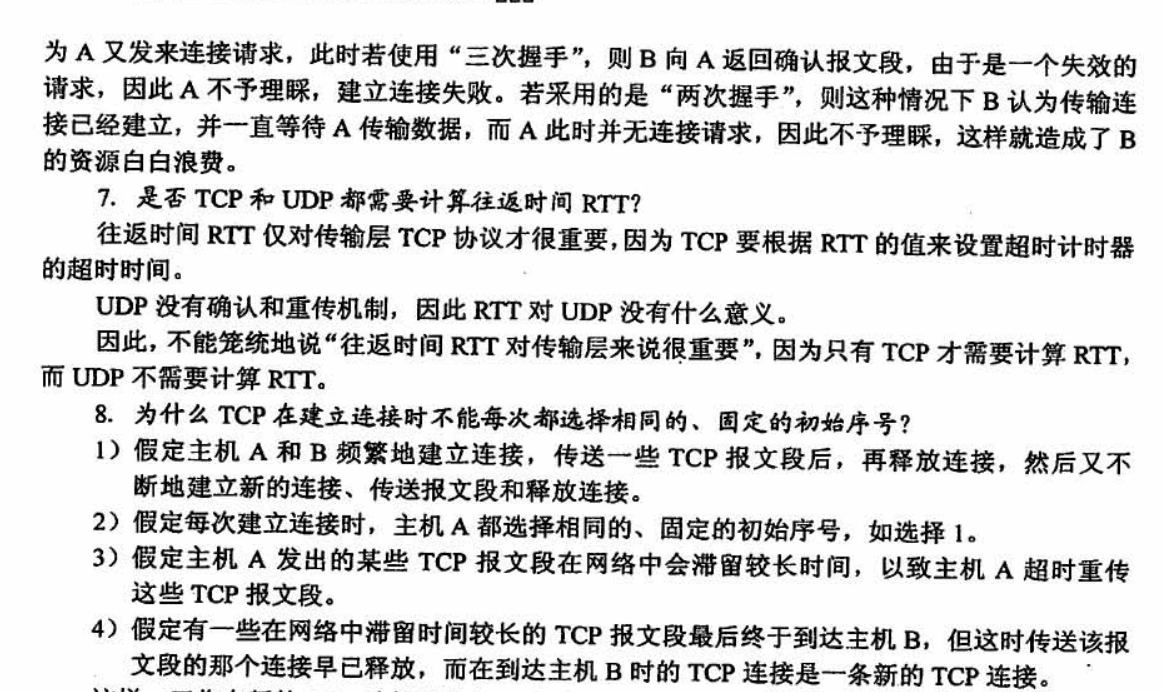 为 A 又发来连接请求，此时若使用“三次握手”，则 B 向 A 返回确认报文段，由于是一个失效的
请求，因此 A 不予理睬，建立连接失败。若采用的是“两次握手”，则这种情况下 B 认为传输连
接已经建立，并一直等待 A 传输数据，而 A 此时并无连接请求，因此不予理睬，这样就造成了 B
的资源白白浪费。
7. 是否 TCP 和 UDP 都需要计算往返时间 RTT?
往返时间 RTT 仅对传输层 TCP 协议才很重要，因为 TCP 要根据 RTT 的值来设置超时计时器
的超时时间。
UDP 没有确认和重传机制，因此 RTT 对 UDP 没有什么意义。
因此，不能笼统地说“往返时间 RTT 对传输层来说很重要”，因为只有 TCP 才需要计算 RTT，
而 UDP 不需要计算 RTT。
8. 为什么 TCP 在建立连接时不能每次都选择相同的、固定的初始序号?
1）假定主机 A 和 B 频繁地建立连接，传送一些 TCP 报文段后，再释放连接，然后又不
断地建立新的连接、传送报文段和释放连接。
2）假定每次建立连接时，主机 A 都选择相同的、固定的初始序号，如选择 1。
3）假定主机 A 发出的某些 TCP 报文段在网络中会滞留较长时间，以致主机 A 超时重传
这些 TCP 报文段。
4）假定有一些在网络中滞留时间较长的 TCP 报文段最后终于到达主机 B，但这时传送该报
文段的那个连接早已释放，而在到达主机 B 时的 TCP 连接是一条新的 TCP 连接。